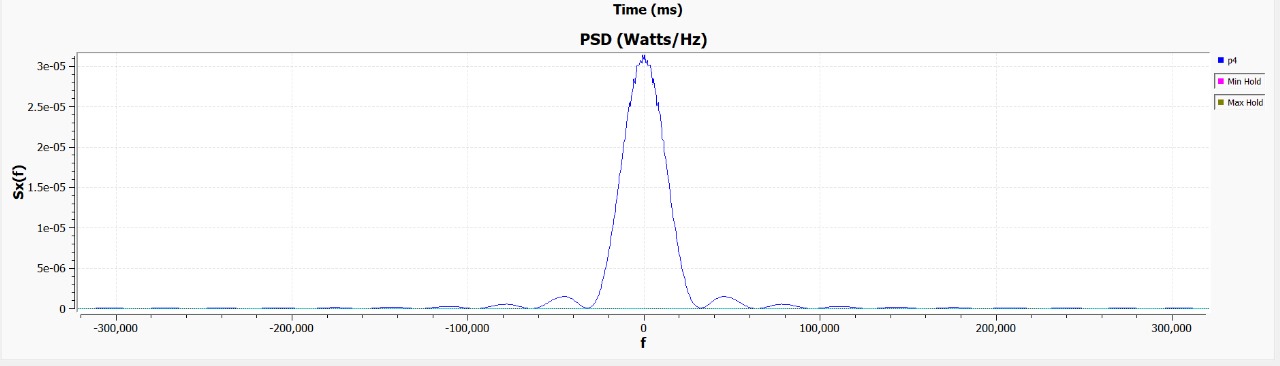 Time (ms)
PSD (Watts/Hz)
Sx(f)
3e-05
2.5e-05
2e-05
1.5e-05
1e-05
5e-06
0
-300,000 -200,000 -100,000 0 100,000 200,000 300,000
f
p4
Min Hold
Max Hold